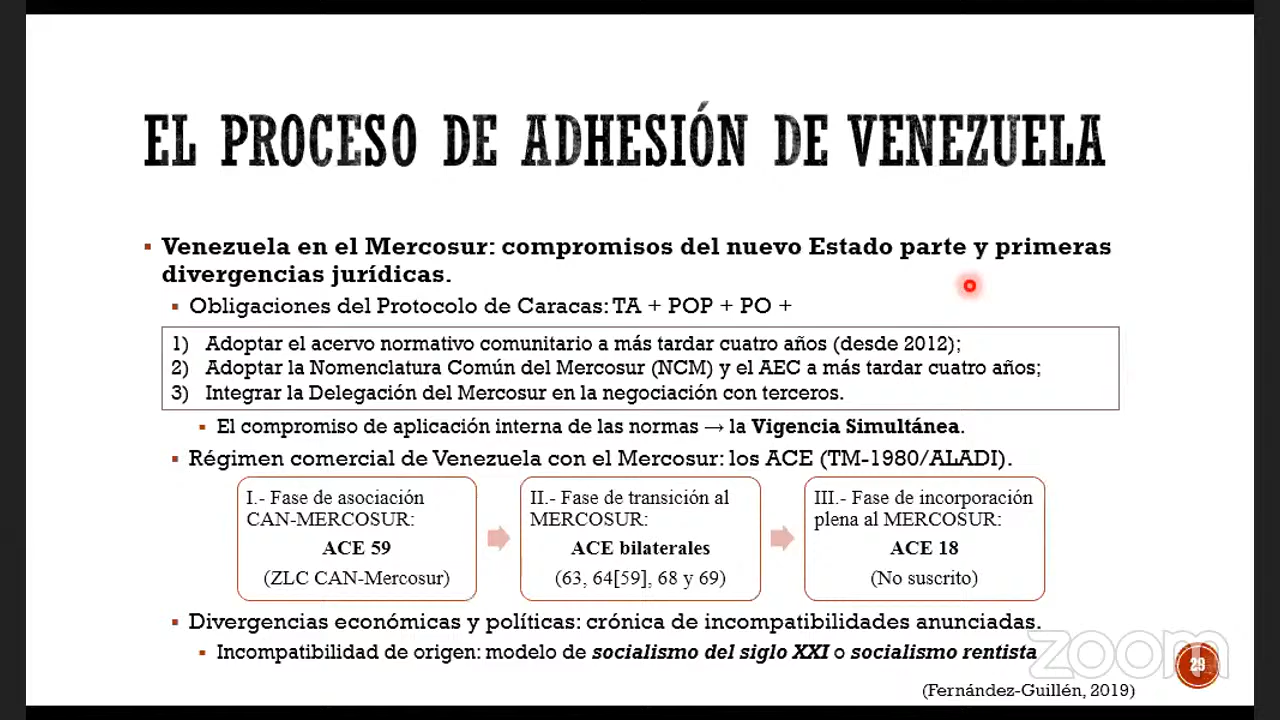 EL PROCESO DE ADHESIÓN DE VENEZUELA
▪ Venezuela en el Mercosur: compromisos del nuevo Estado parte y primeras
divergencias jurídicas.
▪ Obligaciones del Protocolo de Caracas: TA + POP + PO +
1) Adoptar el acervo normativo comunitario a más tardar cuatro años (desde 2012);
2) Adoptar la Nomenclatura Común del Mercosur (NCM) y el AEC a más tardar cuatro años;
3) Integrar la Delegación del Mercosur en la negociación con terceros.
▪ El compromiso de aplicación interna de las normas → la Vigencia Simultánea.
▪ Régimen comercial de Venezuela con el Mercosur: los ACE (TM-1980/ALADI).
I.- Fase de asociación
CAN-MERCOSUR:
ACE 59
(ZLC CAN-Mercosur)
II.- Fase de transición al
MERCOSUR:
ACE bilaterales
(63, 64[59], 68 y 69)
III.- Fase de incorporación
plena al MERCOSUR:
ACE 18
(No suscrito)
▪ Divergencias económicas y políticas: crónica de incompatibilidades anunciadas.
▪ Incompatibilidad de origen: modelo de socialismo del siglo XXI o socialismo rentista
zoom
29
(Fernández-Guillén, 2019)